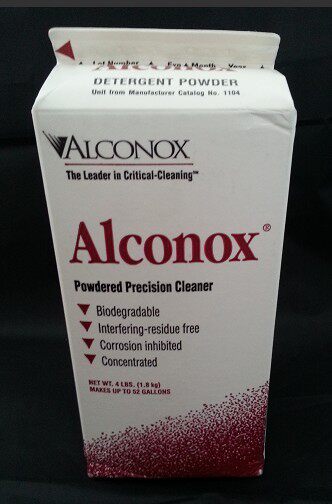 Lot Number Exp Month Year
DETERGENT POWDER
Unit from Manufacturer Catalog No. 1104
ALCONOX
The Leader in Critical-Cleaning℠
Alconox®
Powdered Precision Cleaner
Biodegradable
Interfering-residue free
Corrosion inhibited
Concentrated
NET WT. 4 LBS. (1.8 kg)
MAKES UP TO 52 GALLONS